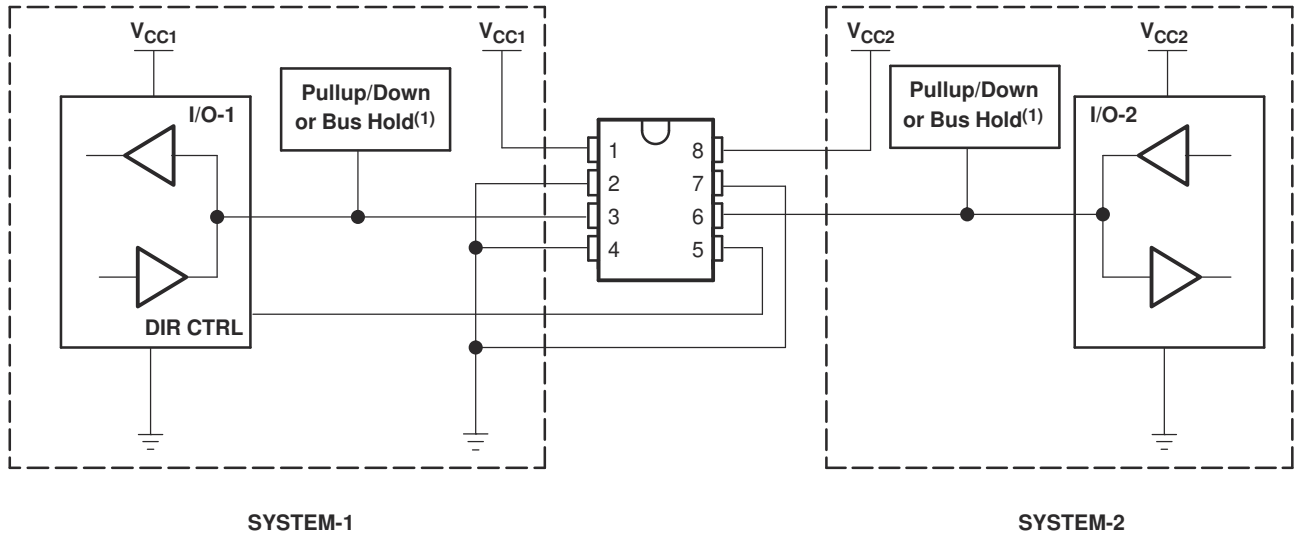 VCC1
VCC1
VCC2
VCC2
Pullup/Down
or Bus Hold(1)
Pullup/Down
or Bus Hold(1)
I/O-1
I/O-2
1
8
2
7
3
6
4
5
DIR CTRL
SYSTEM-1
SYSTEM-2